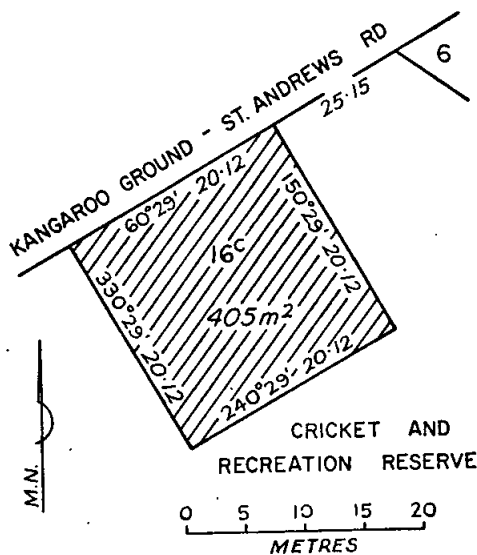 KANGAROO GROUND - ST. ANDREWS RD
6
25·15
60°29' 20·12
150°29' 20·12
16C
405m²
330°29' 20·12
240°29' 20·12
CRICKET AND
RECREATION RESERVE
M.N.
0 5 10 15 20
METRES